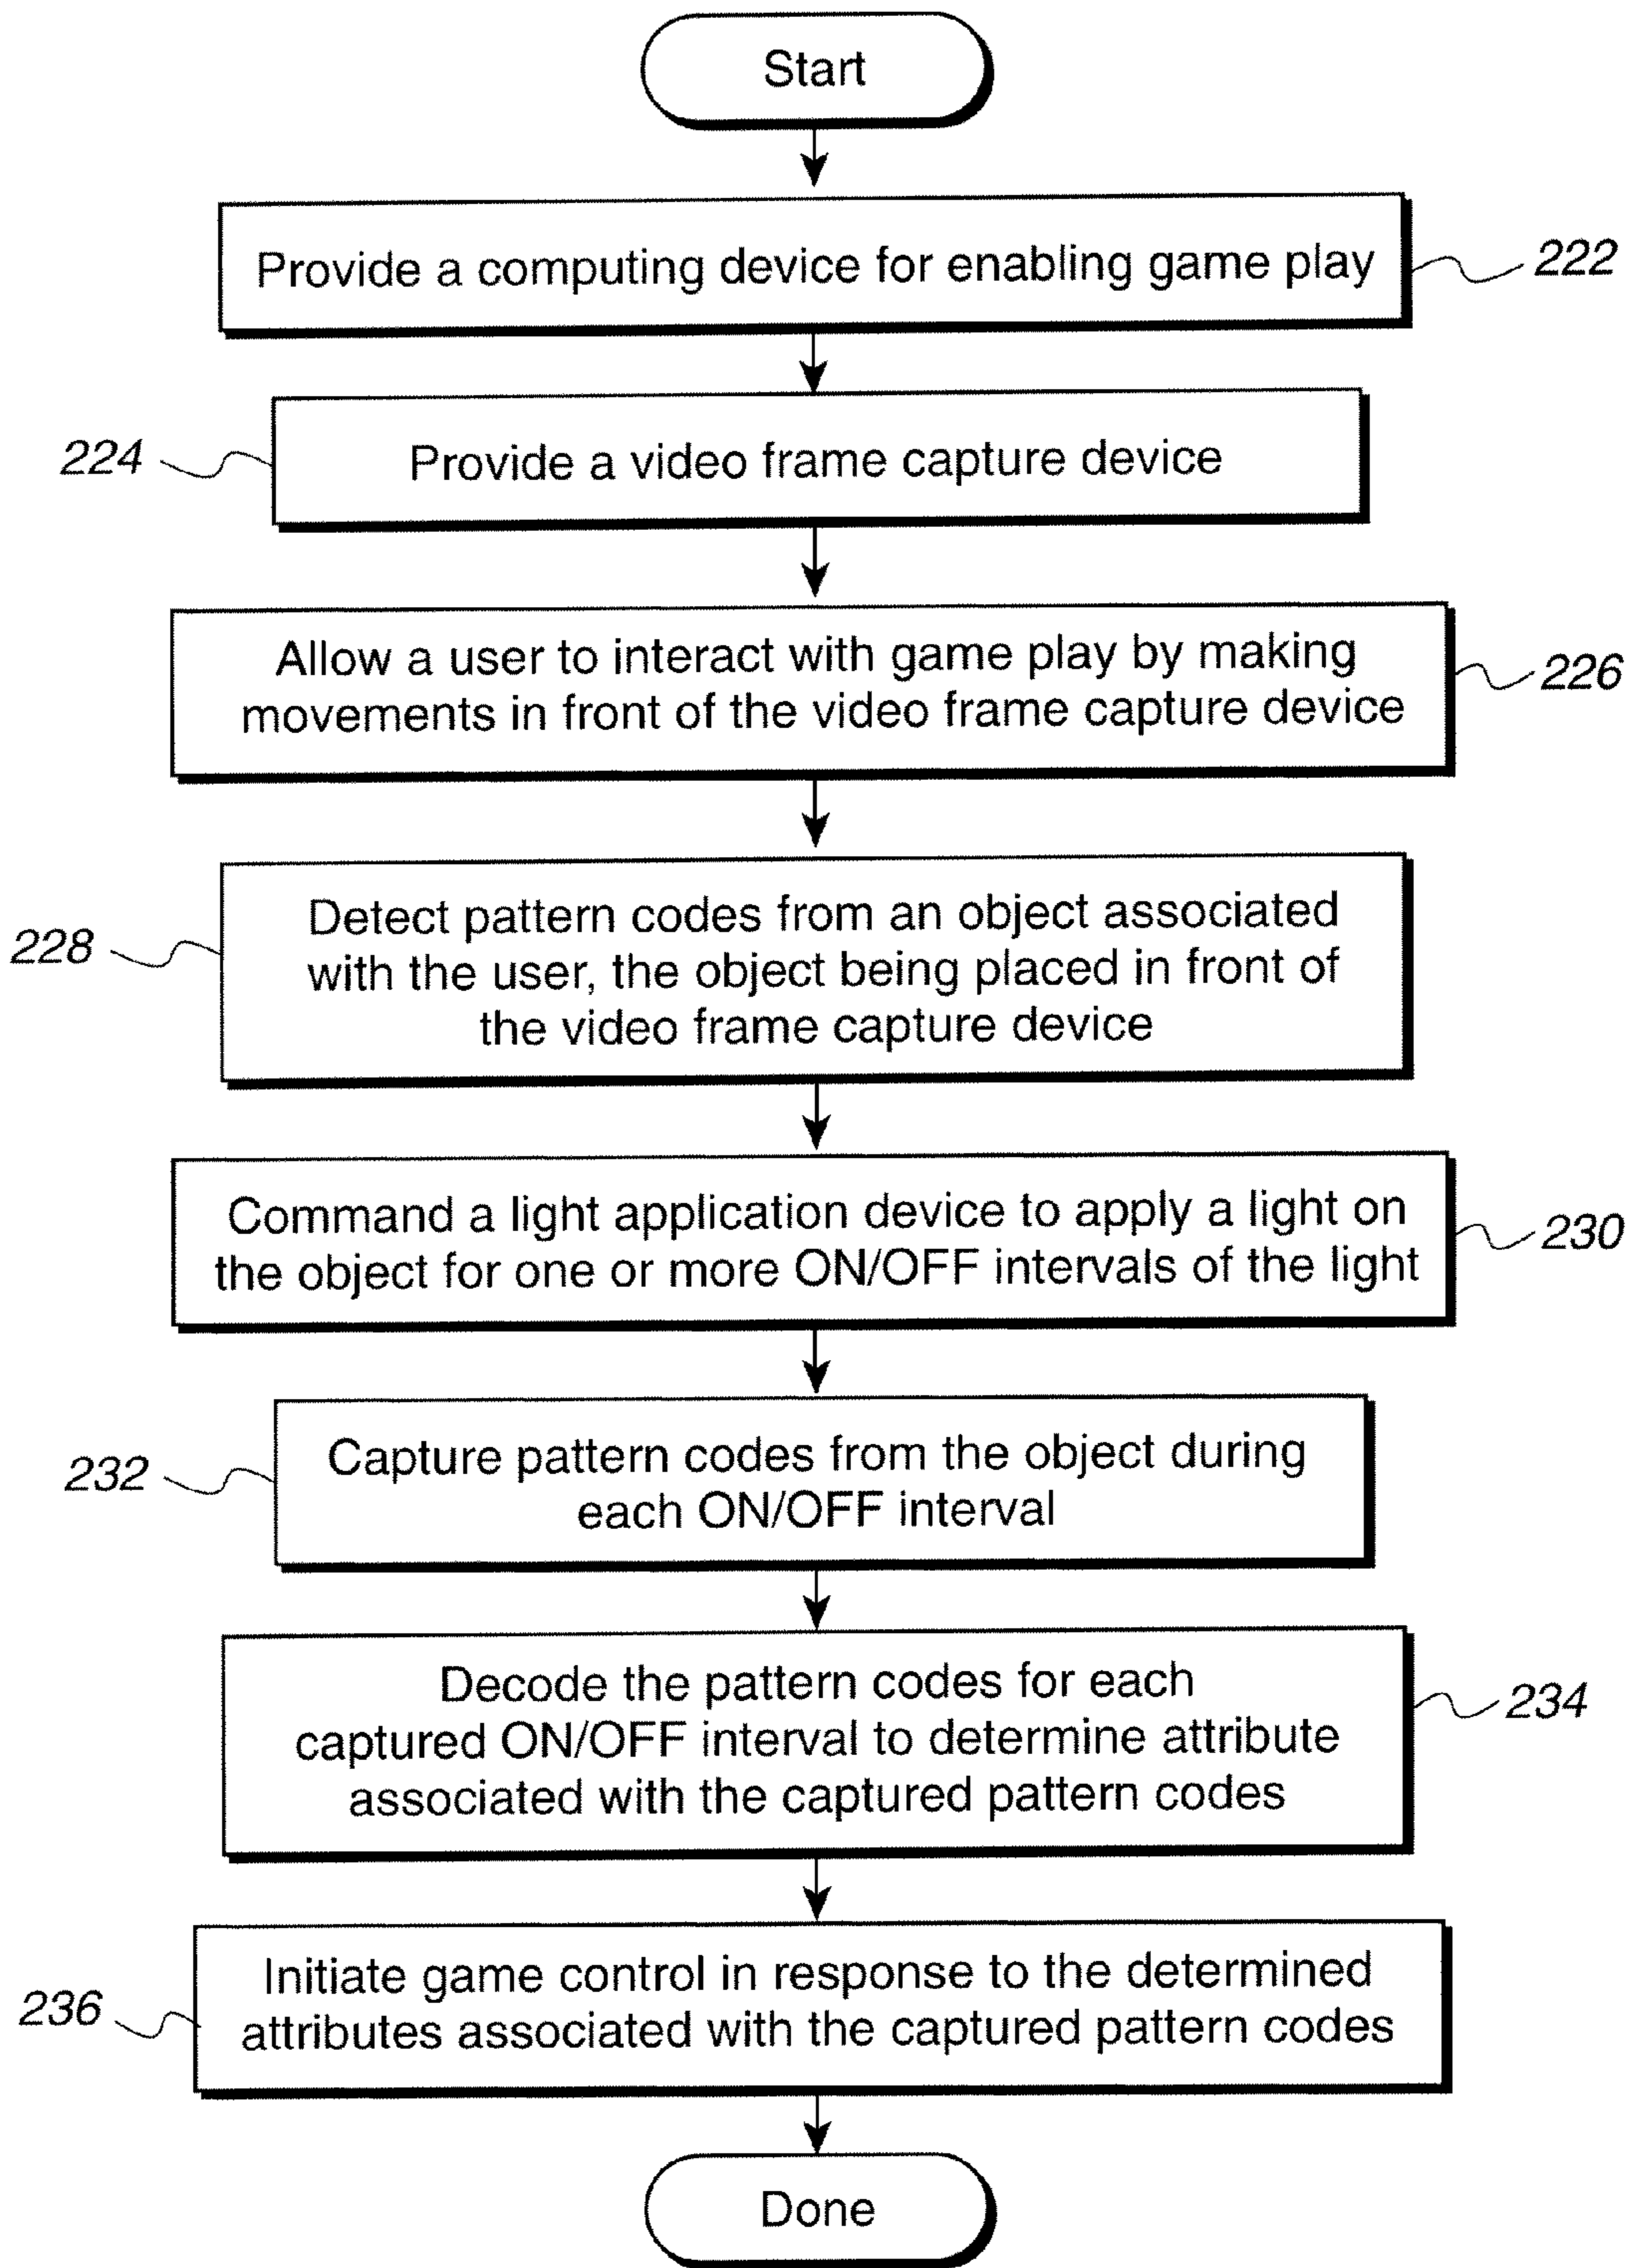 Start
Provide a computing device for enabling game play
222
224
Provide a video frame capture device
Allow a user to interact with game play by making
movements in front of the video frame capture device
226
228
Detect pattern codes from an object associated
with the user, the object being placed in front of
the video frame capture device
Command a light application device to apply a light on
the object for one or more ON/OFF intervals of the light
230
232
Capture pattern codes from the object during
each ON/OFF interval
Decode the pattern codes for each
captured ON/OFF interval to determine attribute
associated with the captured pattern codes
234
236
Initiate game control in response to the determined
attributes associated with the captured pattern codes
Done